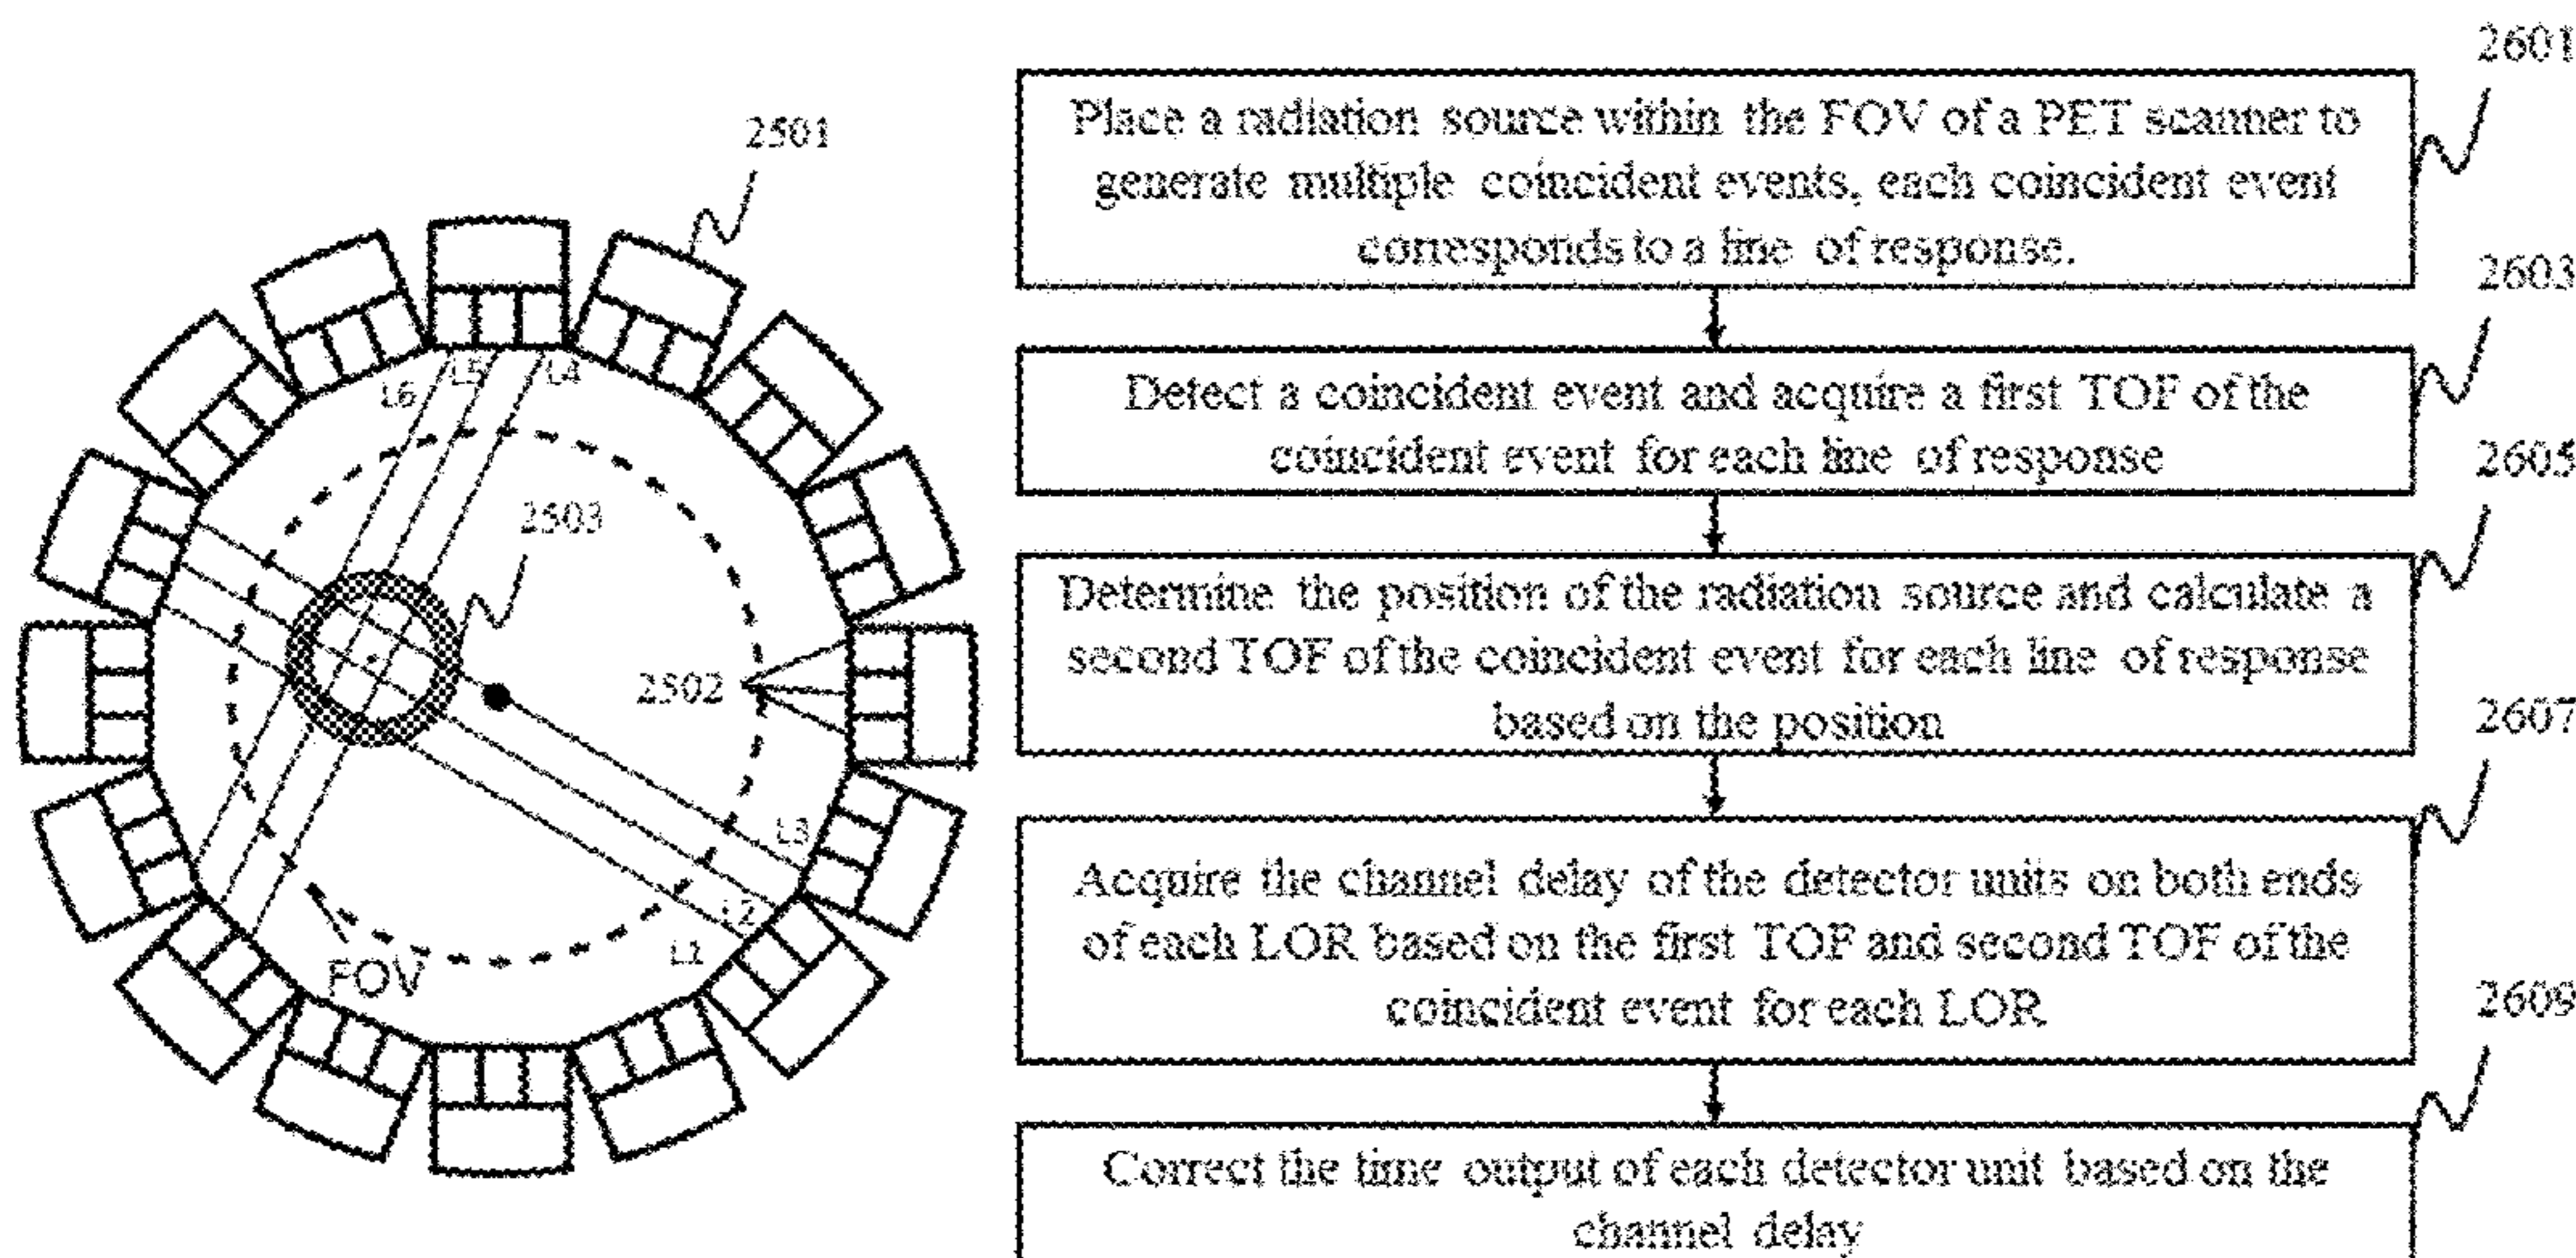 2501
L6
L5
L4
2503
2502
L3
L2
L1
FOV
2601
Place a radiation source within the FOV of a PET scanner to
generate multiple coincident events, each coincident event
corresponds to a line of response.
2603
Detect a coincident event and acquire a first TOF of the
coincident event for each line of response
2605
Determine the position of the radiation source and calculate a
second TOF of the coincident event for each line of response
based on the position
2607
Acquire the channel delay of the detector units on both ends
of each LOR based on the first TOF and second TOF of the
coincident event for each LOR
2609
Correct the time output of each detector unit based on the
channel delay